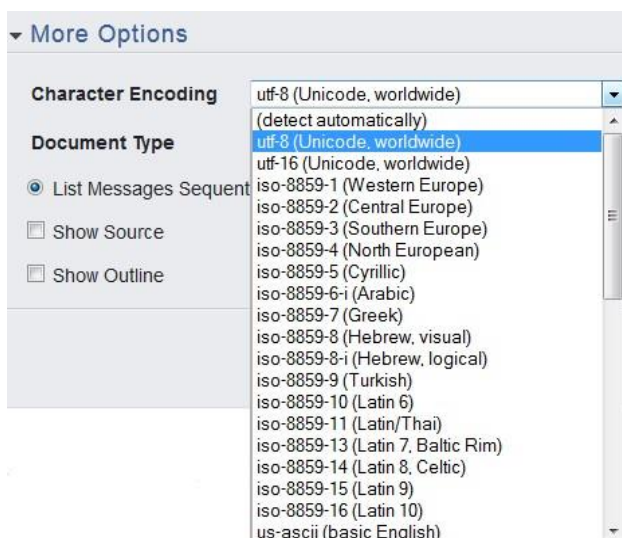 More Options
Character Encoding
utf-8 (Unicode, worldwide)
(detect automatically)
Document Type
utf-8 (Unicode, worldwide)
utf-16 (Unicode, worldwide)
List Messages Sequent
iso-8859-1 (Western Europe)
iso-8859-2 (Central Europe)
Show Source
iso-8859-3 (Southern Europe)
iso-8859-4 (North European)
Show Outline
iso-8859-5 (Cyrillic)
iso-8859-6-i (Arabic)
iso-8859-7 (Greek)
iso-8859-8 (Hebrew, visual)
iso-8859-8-i (Hebrew, logical)
iso-8859-9 (Turkish)
iso-8859-10 (Latin 6)
iso-8859-11 (Latin/Thai)
iso-8859-13 (Latin 7, Baltic Rim)
iso-8859-14 (Latin 8, Celtic)
iso-8859-15 (Latin 9)
iso-8859-16 (Latin 10)
us-ascii (basic English)